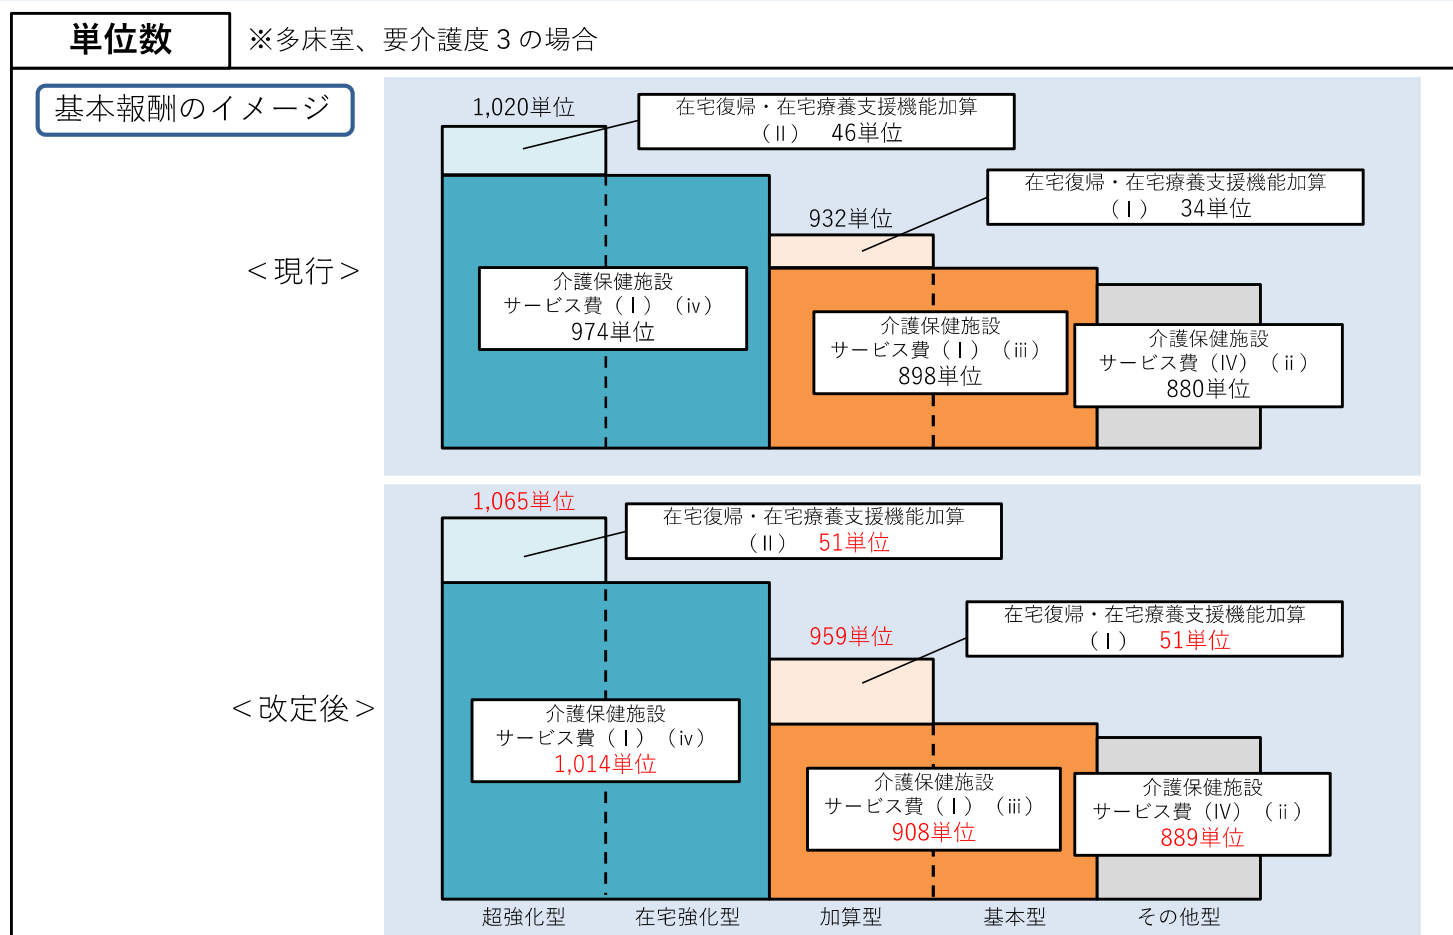 単位数
※多床室、要介護度３の場合
基本報酬のイメージ
＜現行＞
1,020単位
在宅復帰・在宅療養支援機能加算
（Ⅱ）　46単位
932単位
在宅復帰・在宅療養支援機能加算
（Ⅰ）　34単位
介護保健施設
サービス費（Ⅰ）（ⅳ）
974単位
介護保健施設
サービス費（Ⅰ）（ⅲ）
898単位
介護保健施設
サービス費（Ⅳ）（ⅱ）
880単位
＜改定後＞
1,065単位
在宅復帰・在宅療養支援機能加算
（Ⅱ）　51単位
959単位
在宅復帰・在宅療養支援機能加算
（Ⅰ）　51単位
介護保健施設
サービス費（Ⅰ）（ⅳ）
1,014単位
介護保健施設
サービス費（Ⅰ）（ⅲ）
908単位
介護保健施設
サービス費（Ⅳ）（ⅱ）
889単位
超強化型　在宅強化型　加算型　基本型　その他型